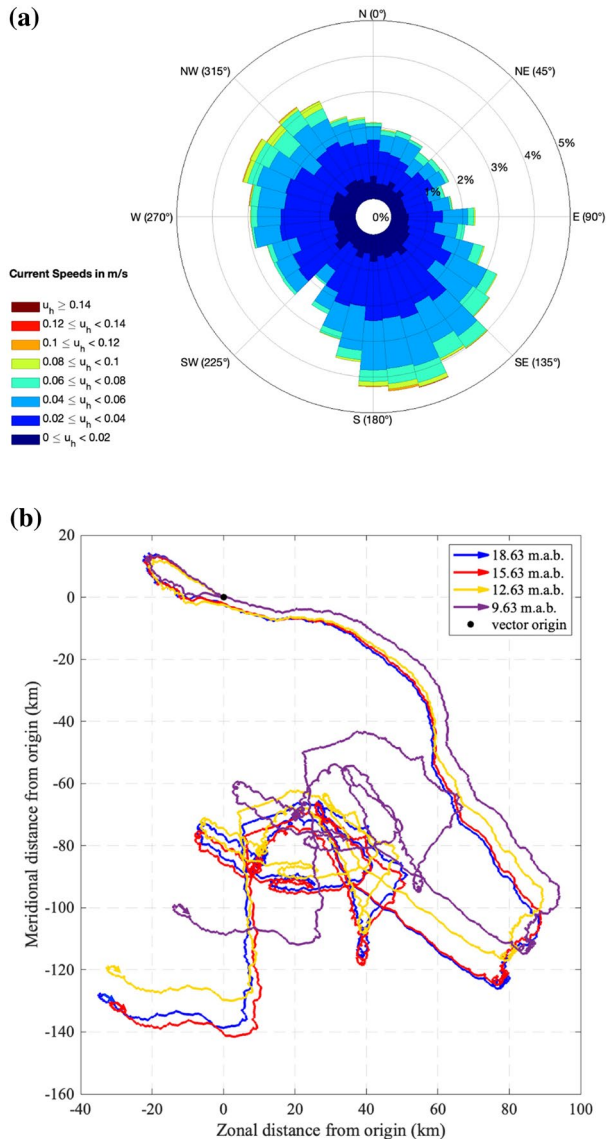 (a)
N (0°)
NW (315°)
NE (45°)
5%
4%
3%
2%
1%
0%
W (270°)
E (90°)
Current Speeds in m/s
u_h ≥ 0.14
0.12 ≤ u_h < 0.14
0.1 ≤ u_h < 0.12
0.08 ≤ u_h < 0.1
0.06 ≤ u_h < 0.08
0.04 ≤ u_h < 0.06
0.02 ≤ u_h < 0.04
0 ≤ u_h < 0.02
SW (225°)
SE (135°)
S (180°)
(b)
20
0
-20
-40
-60
-80
-100
-120
-140
-160
Meridional distance from origin (km)
18.63 m.a.b.
15.63 m.a.b.
12.63 m.a.b.
9.63 m.a.b.
vector origin
-40
-20
0
20
40
60
80
100
Zonal distance from origin (km)